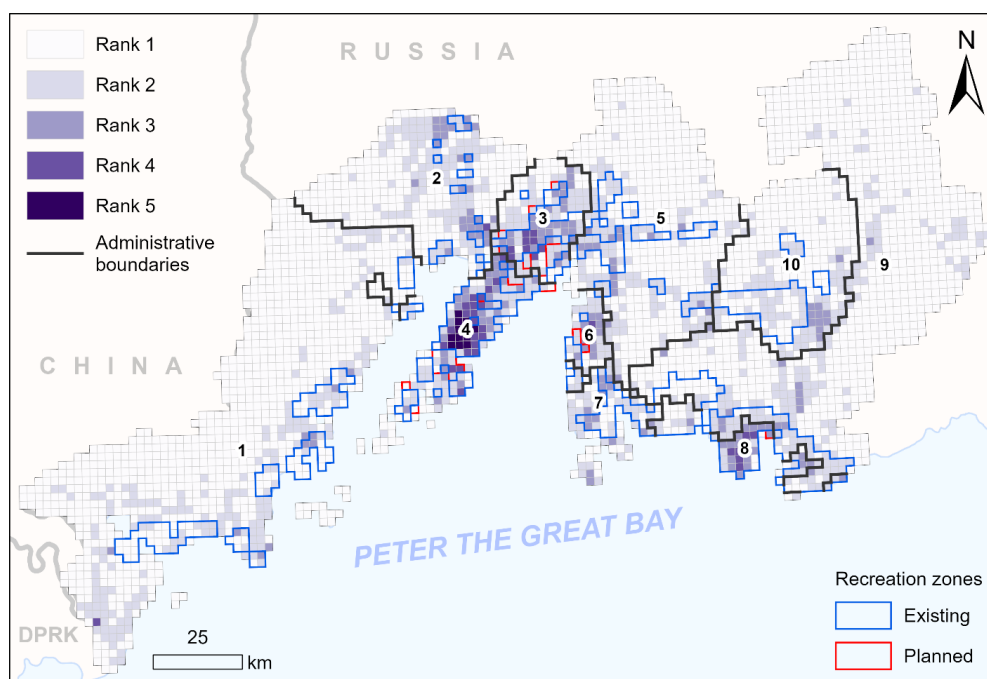 Rank 1
Rank 2
Rank 3
Rank 4
Rank 5
Administrative
boundaries
RUSSIA
N
2
3
5
10
9
4
6
CHINA
7
1
8
PETER THE GREAT BAY
Recreation zones
Existing
Planned
DPRK
25
km